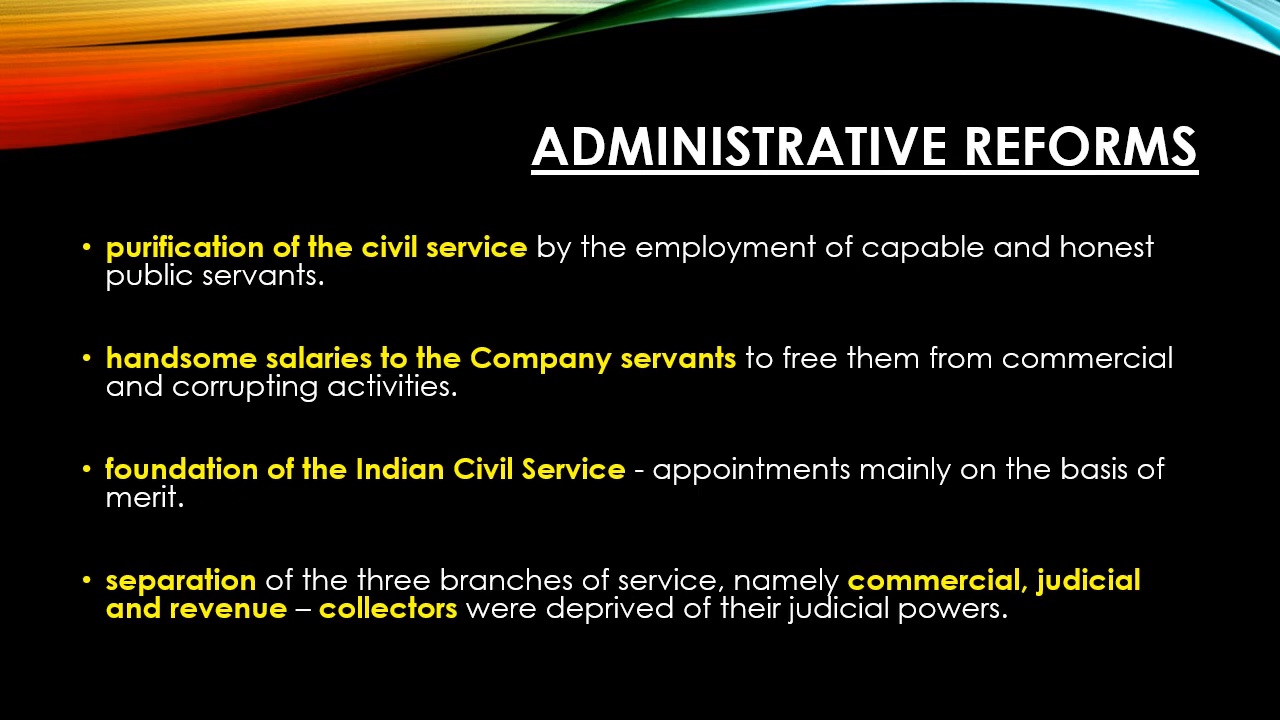 ADMINISTRATIVE REFORMS
• purification of the civil service by the employment of capable and honest
public servants.
• handsome salaries to the Company servants to free them from commercial
and corrupting activities.
• foundation of the Indian Civil Service - appointments mainly on the basis of
merit.
• separation of the three branches of service, namely commercial, judicial
and revenue – collectors were deprived of their judicial powers.